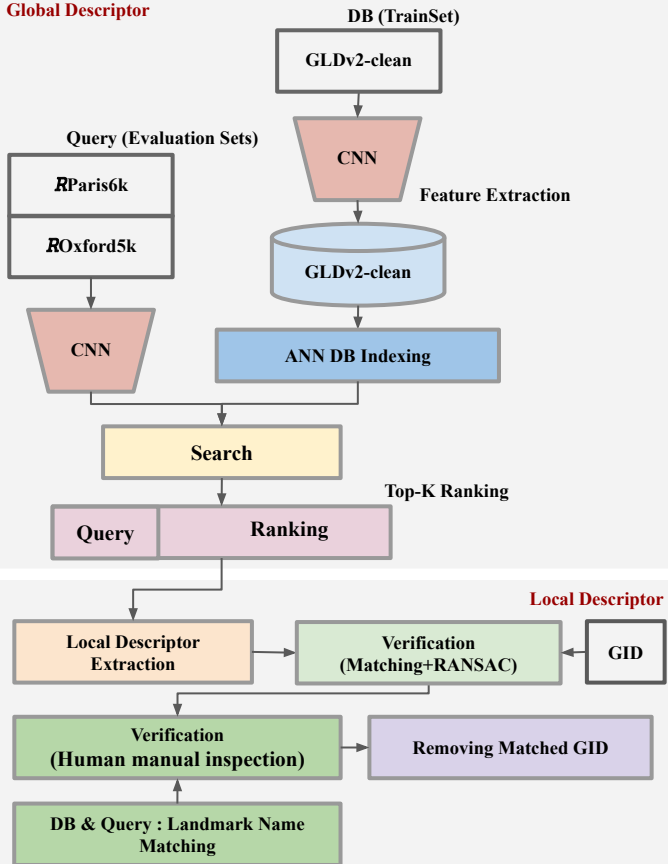 Global Descriptor
DB (TrainSet)
GLDv2-clean
Query (Evaluation Sets)
CNN
RParis6k
Feature Extraction
ROxford5k
GLDv2-clean
CNN
ANN DB Indexing
Search
Top-K Ranking
Query
Ranking
Local Descriptor
Local Descriptor
Extraction
Verification
(Matching+RANSAC)
GID
Verification
(Human manual inspection)
Removing Matched GID
DB & Query : Landmark Name
Matching